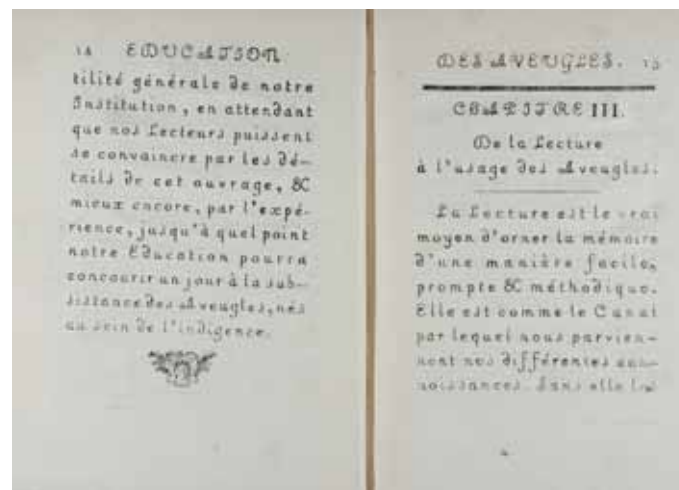 14 EDUCATION
tilité générale de notre
Institution, en attendant
que nos Lecteurs puissent
se convaincre par les dé-
tails de cet ouvrage, &
mieux encore, par l'expé-
rience, jusqu'à quel point
notre Education pourra
concourir un jour à la sub-
sistance des Aveugles, nés
au sein de l'indigence.
DES AVEUGLES. 15
CHAPITRE III.
De la Lecture
à l'usage des Aveugles.
La Lecture est le vrai
moyen d'orner la mémoire
d'une manière facile,
prompte & méthodique.
Elle est comme le Canal
par lequel nous parvien-
nent nos différentes con-
noissances. Sans elle les